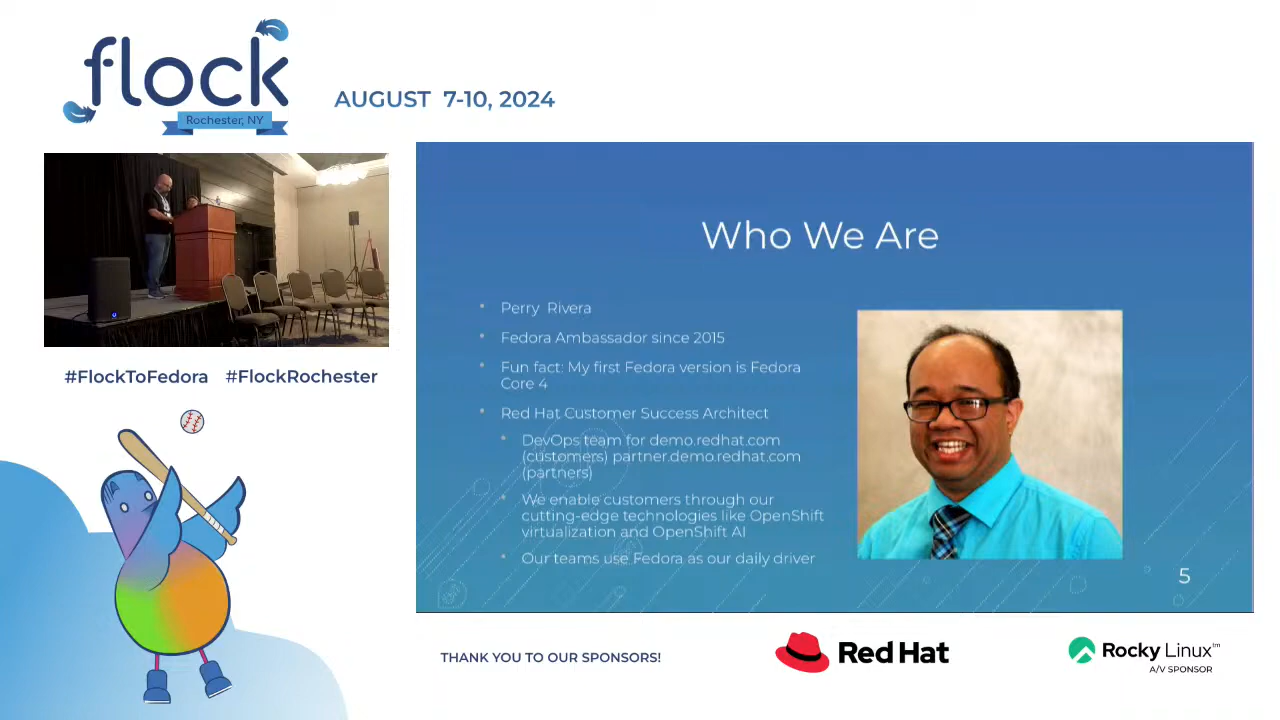 flock
Rochester, NY
AUGUST 7-10, 2024
#FlockToFedora #FlockRochester
Who We Are
Perry Rivera
Fedora Ambassador since 2015
Fun fact: My first Fedora version is Fedora
Core 4
Red Hat Customer Success Architect
DevOps team for demo.redhat.com
(customers) partner.demo.redhat.com
(partners)
We enable customers through our
cutting-edge technologies like OpenShift
virtualization and OpenShift AI
Our teams use Fedora as our daily driver
5
THANK YOU TO OUR SPONSORS!
Red Hat
Rocky Linux™
A/V SPONSOR